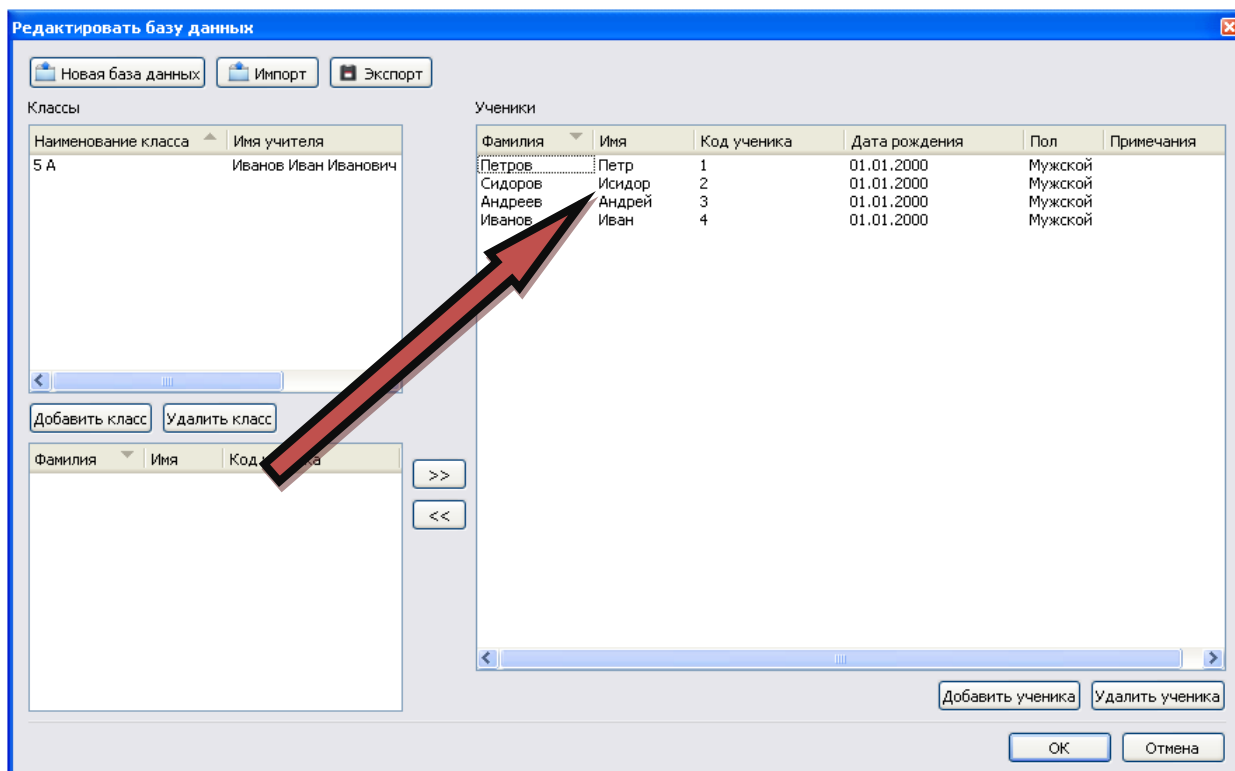 Редактировать базу данных
Новая база данных Импорт Экспорт
Классы
Наименование класса Имя учителя
5 А Иванов Иван Иванович
Добавить класс Удалить класс
Фамилия Имя Код
>>
<<
Ученики
Фамилия Имя Код ученика Дата рождения Пол Примечания
Петров Петр 1 01.01.2000 Мужской
Сидоров Исидор 2 01.01.2000 Мужской
Андреев Андрей 3 01.01.2000 Мужской
Иванов Иван 4 01.01.2000 Мужской
Добавить ученика Удалить ученика
OK Отмена